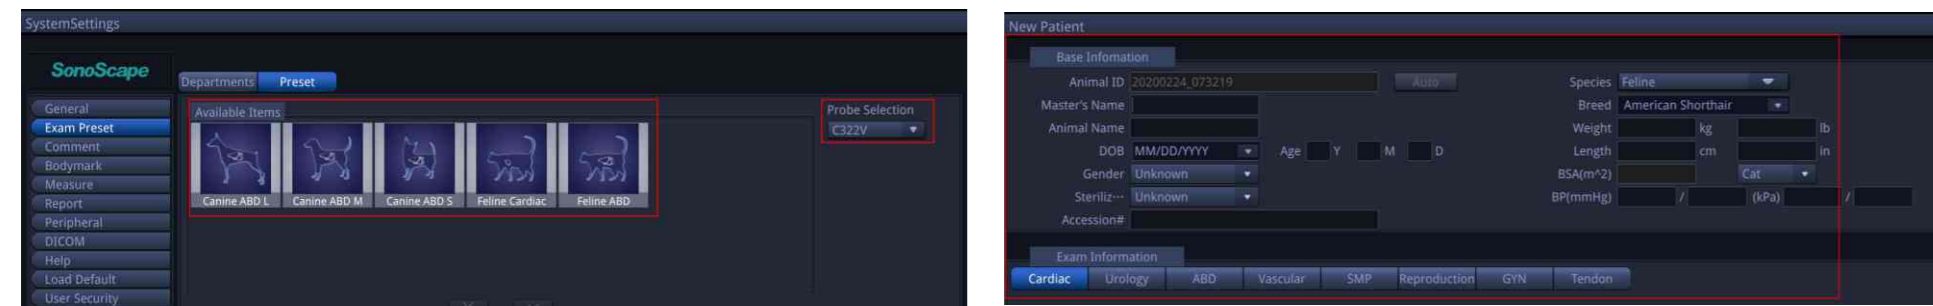 SystemSettings
SonoScape
Departments Preset
General
Exam Preset
Comment
Bodymark
Measure
Report
Peripheral
DICOM
Help
Load Default
User Security
Available Items
Canine ABD L Canine ABD M Canine ABD S Feline Cardiac Feline ABD
Probe Selection
C322V
New Patient
Base Infomation
Animal ID 20200224_073219 Auto Species Feline
Master's Name Breed American Shorthair
Animal Name Weight kg lb
DOB MM/DD/YYYY Age Y M D Length cm in
Gender Unknown BSA(m^2) Cat
Steriliz··· Unknown BP(mmHg) / (kPa) /
Accession#
Exam Information
Cardiac Urology ABD Vascular SMP Reproduction GYN Tendon